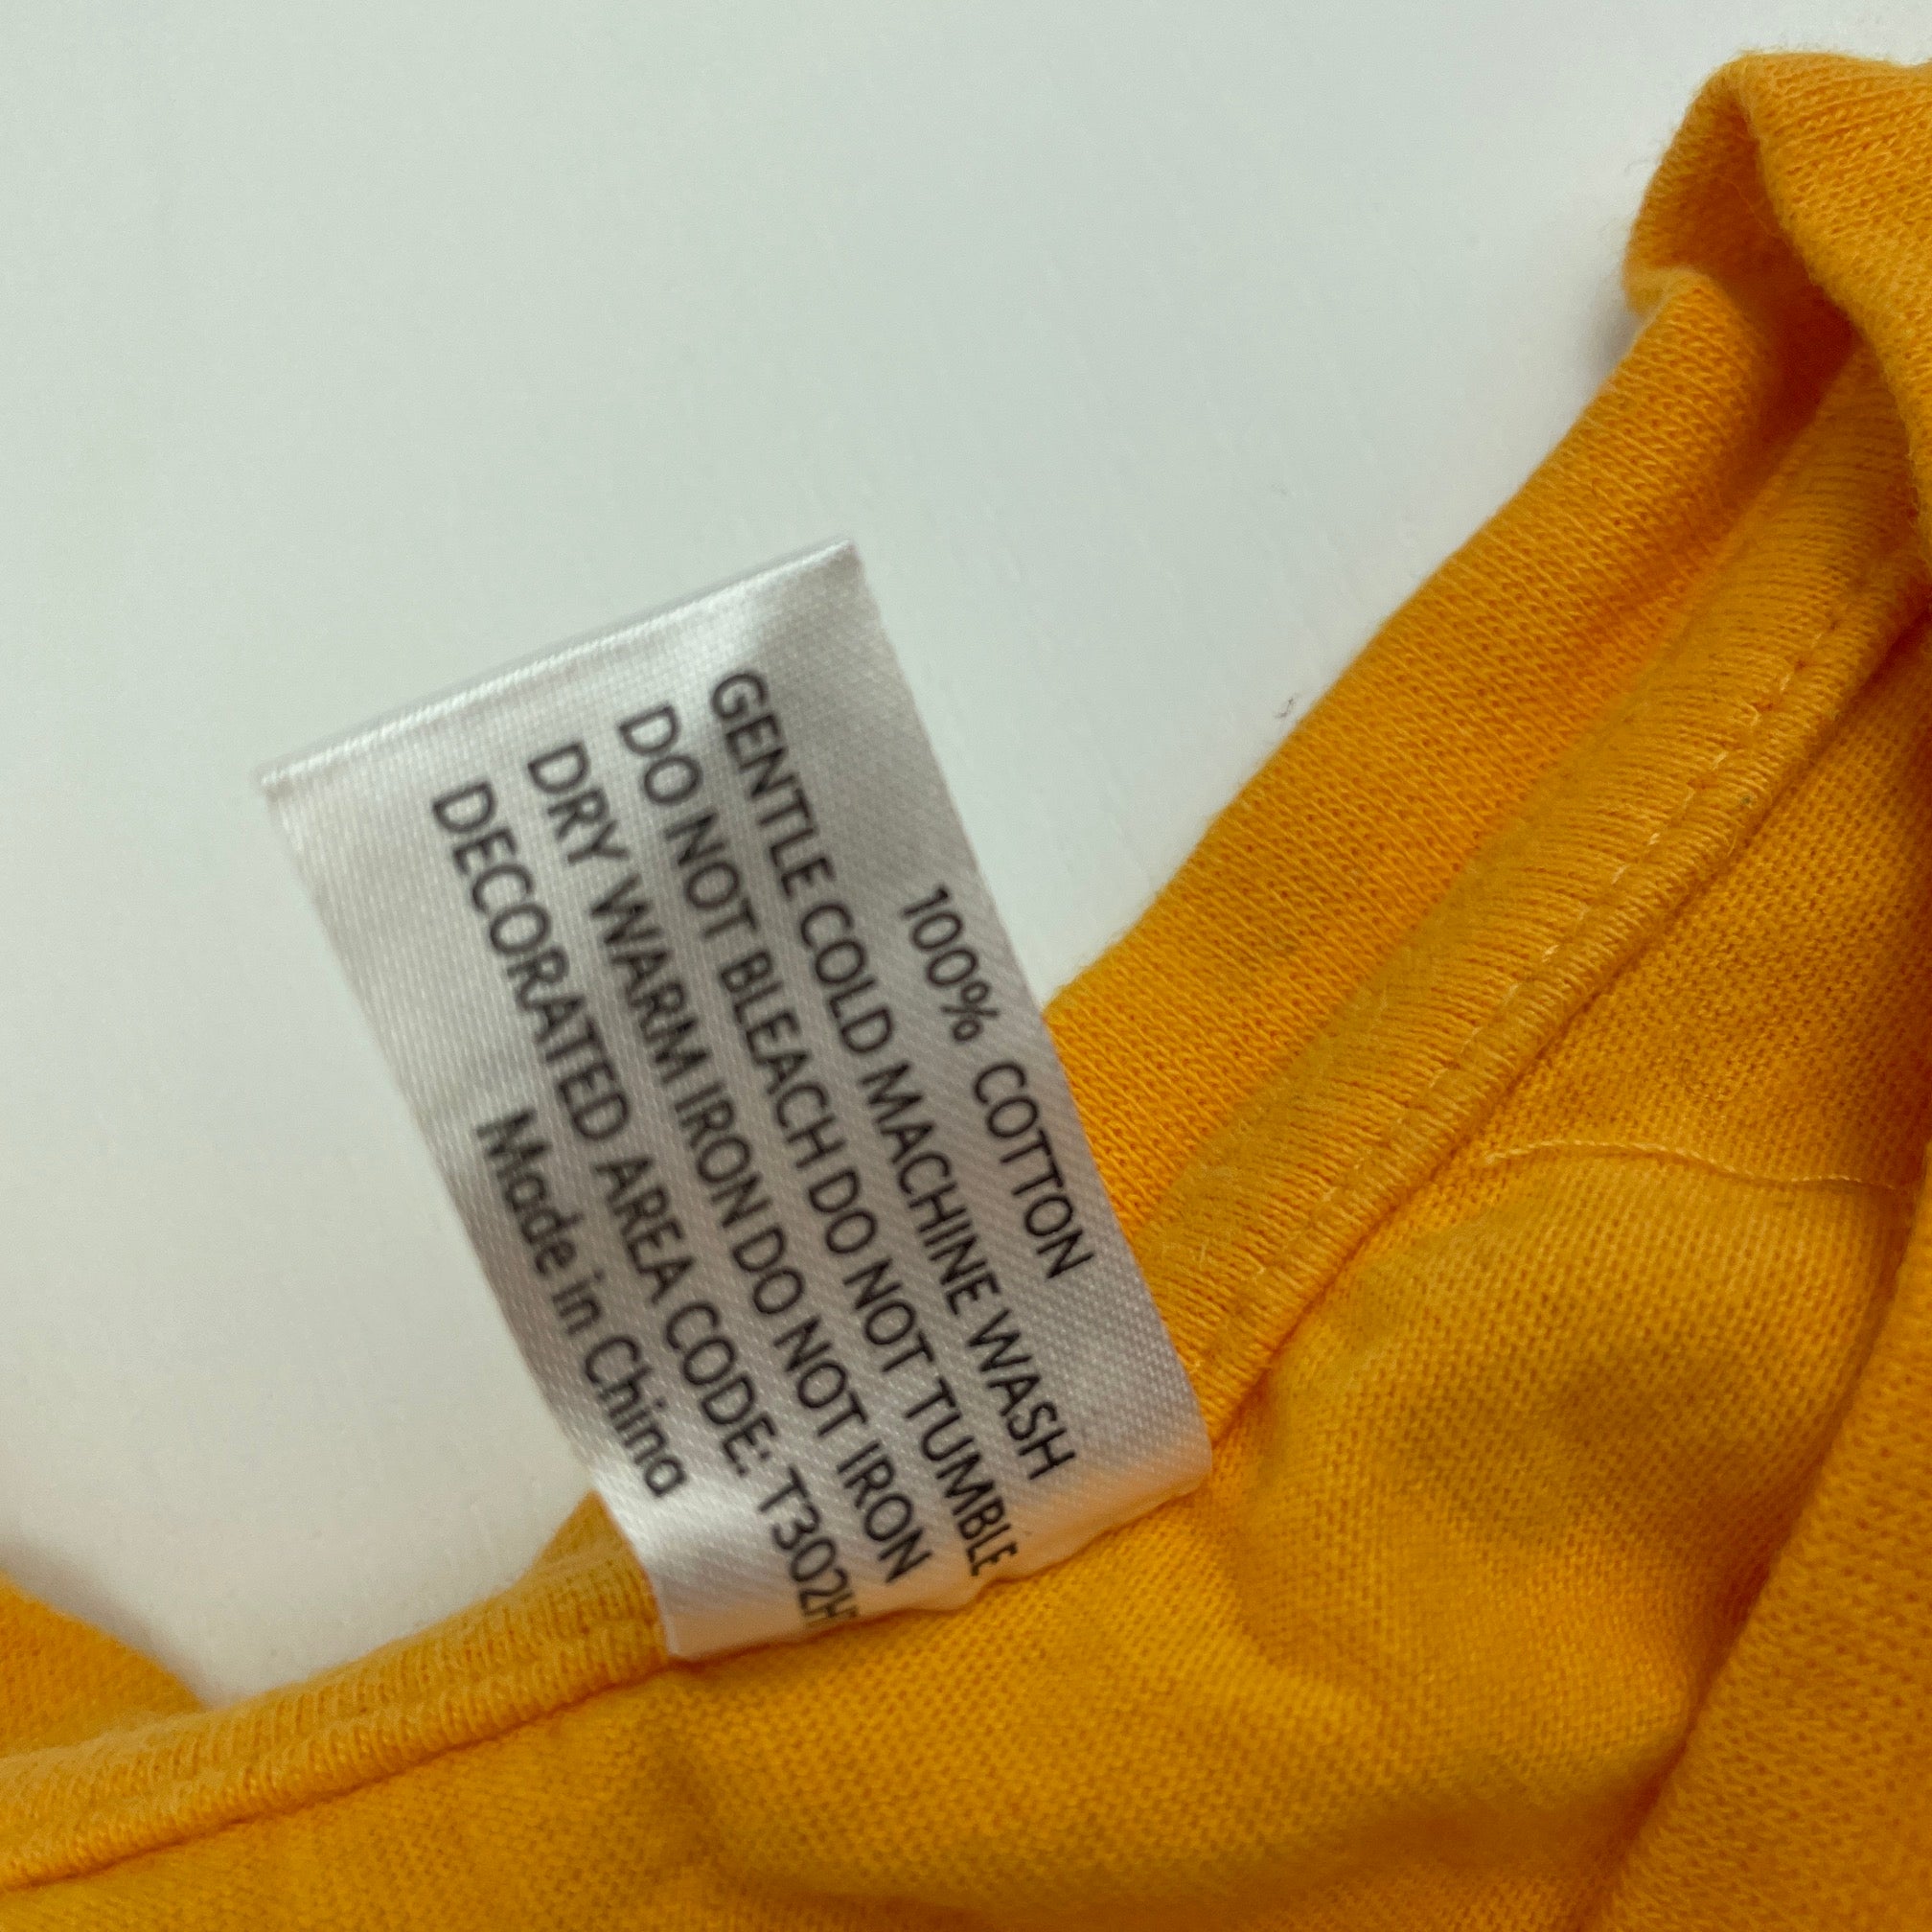 100% COTTON
GENTLE COLD MACHINE WASH
DO NOT BLEACH DO NOT TUMBLE
DRY WARM IRON DO NOT IRON
DECORATED AREA CODE: T302H
Made in China